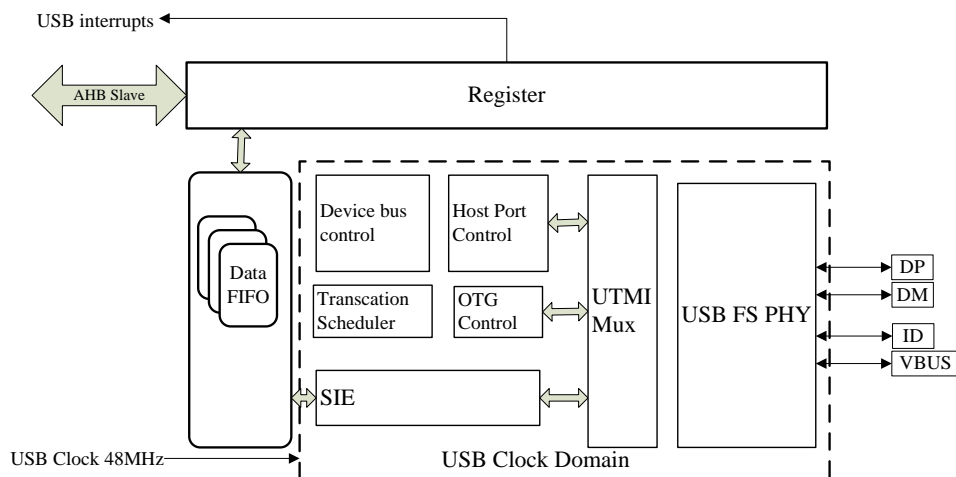 USB interrupts
AHB Slave
Register
Device bus
control
Host Port
Control
Data
FIFO
Transcation
Scheduler
OTG
Control
UTMI
Mux
USB FS PHY
DP
DM
ID
VBUS
SIE
USB Clock 48MHz
USB Clock Domain